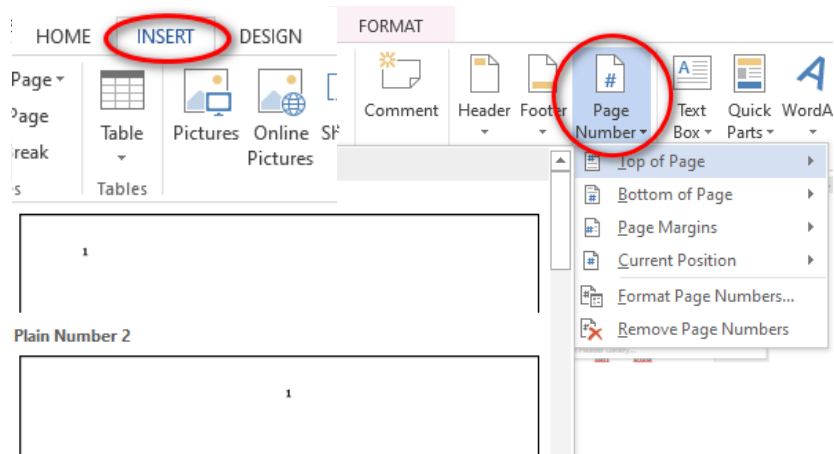 HOME INSERT DESIGN FORMAT
Page
Page
reak
s
Table
Tables
Pictures
Online
Pictures
Sh
Comment
Header
Footer
Page
Number
Text
Box
Quick
Parts
WordA
Top of Page
Bottom of Page
Page Margins
Current Position
Format Page Numbers...
Remove Page Numbers
1
Plain Number 2
1